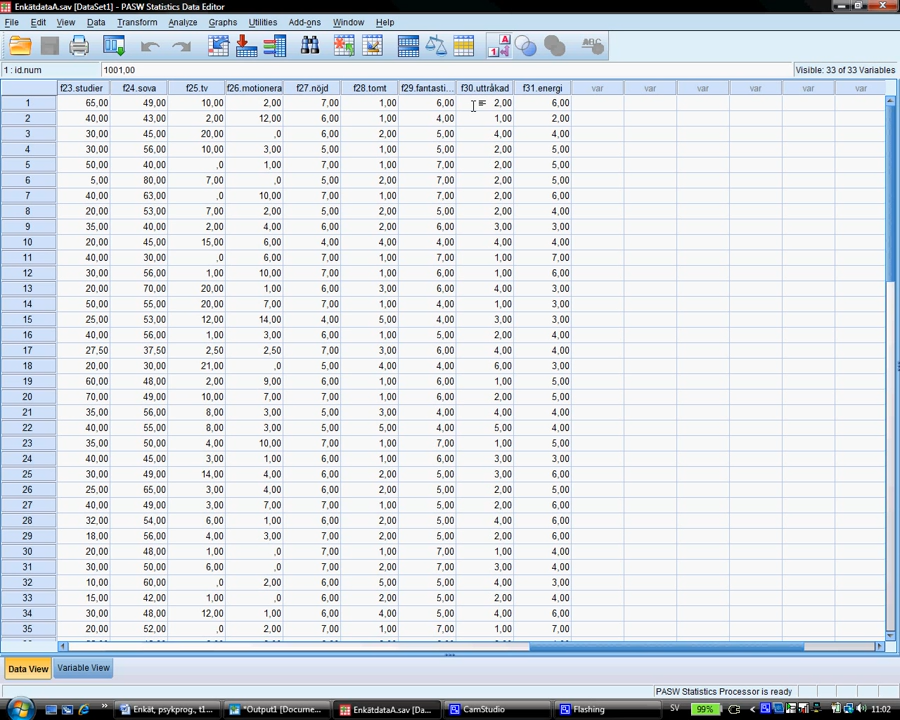 EnkätdataA.sav [DataSet1] - PASW Statistics Data Editor
File Edit View Data Transform Analyze Graphs Utilities Add-ons Window Help
1 : id.num 1001,00 Visible: 33 of 33 Variables
f23.studier f24.sova f25.tv f26.motionera f27.nöjd f28.tomt f29.fantasti... f30.uttråkad f31.energi var var var var var var
1 65,00 49,00 10,00 2,00 7,00 1,00 6,00 2,00 6,00
2 40,00 43,00 2,00 12,00 6,00 1,00 4,00 1,00 2,00
3 30,00 45,00 20,00 ,0 6,00 2,00 5,00 4,00 4,00
4 30,00 56,00 10,00 3,00 5,00 1,00 5,00 2,00 5,00
5 50,00 40,00 ,0 1,00 7,00 1,00 7,00 2,00 5,00
6 5,00 80,00 7,00 ,0 5,00 2,00 7,00 2,00 5,00
7 40,00 63,00 ,0 10,00 7,00 1,00 7,00 2,00 6,00
8 20,00 53,00 7,00 2,00 5,00 2,00 5,00 2,00 4,00
9 35,00 40,00 2,00 4,00 6,00 2,00 6,00 3,00 3,00
10 20,00 45,00 15,00 6,00 4,00 4,00 4,00 4,00 4,00
11 40,00 30,00 ,0 6,00 7,00 1,00 7,00 1,00 7,00
12 30,00 56,00 1,00 10,00 7,00 1,00 6,00 1,00 6,00
13 20,00 70,00 20,00 1,00 6,00 3,00 6,00 4,00 3,00
14 50,00 55,00 20,00 7,00 7,00 1,00 4,00 1,00 3,00
15 25,00 53,00 12,00 14,00 4,00 5,00 4,00 3,00 3,00
16 40,00 56,00 1,00 3,00 6,00 1,00 5,00 2,00 4,00
17 27,50 37,50 2,50 2,50 7,00 3,00 6,00 4,00 4,00
18 20,00 30,00 21,00 ,0 5,00 4,00 4,00 6,00 3,00
19 60,00 48,00 2,00 9,00 6,00 1,00 6,00 1,00 5,00
20 70,00 49,00 10,00 7,00 7,00 1,00 4,00 2,00 5,00
21 35,00 56,00 8,00 3,00 6,00 3,00 4,00 4,00 4,00
22 40,00 55,00 8,00 3,00 5,00 5,00 4,00 5,00 4,00
23 35,00 50,00 4,00 10,00 7,00 1,00 7,00 1,00 5,00
24 40,00 45,00 3,00 1,00 6,00 1,00 6,00 3,00 6,00
25 30,00 49,00 14,00 4,00 6,00 2,00 5,00 3,00 6,00
26 25,00 65,00 3,00 4,00 6,00 2,00 5,00 2,00 5,00
27 40,00 49,00 3,00 7,00 7,00 1,00 5,00 2,00 6,00
28 32,00 54,00 6,00 1,00 6,00 2,00 5,00 4,00 6,00
29 18,00 56,00 4,00 3,00 7,00 2,00 5,00 2,00 6,00
30 20,00 48,00 1,00 ,0 7,00 1,00 7,00 1,00 4,00
31 30,00 50,00 6,00 ,0 7,00 2,00 7,00 3,00 4,00
32 10,00 60,00 ,0 2,00 6,00 5,00 5,00 4,00 3,00
33 15,00 42,00 1,00 ,0 6,00 2,00 5,00 2,00 4,00
34 30,00 48,00 12,00 1,00 6,00 4,00 5,00 4,00 6,00
35 20,00 52,00 ,0 2,00 7,00 1,00 7,00 1,00 7,00
Data View Variable View
PASW Statistics Processor is ready
Enkät, psykprog., t1... *Output1 [Docume... EnkätdataA.sav [Da... CamStudio Flashing SV 99% 11:02